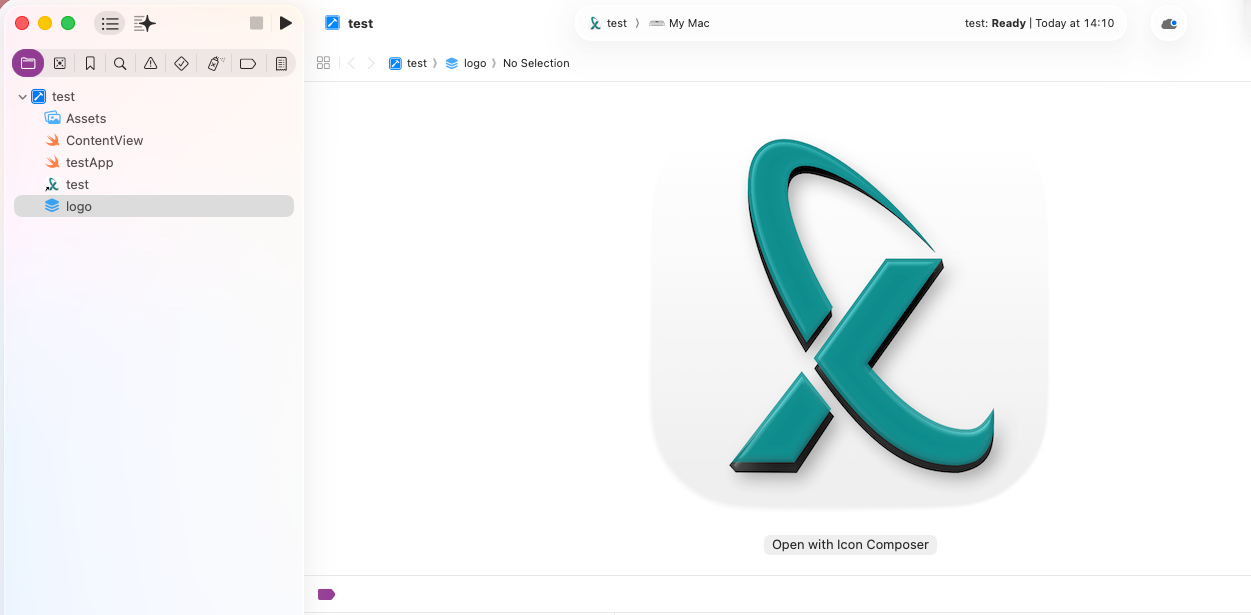 test
test 〉 My Mac
test: Ready | Today at 14:10
test 〉 logo 〉 No Selection
test
Assets
ContentView
testApp
test
logo
Open with Icon Composer